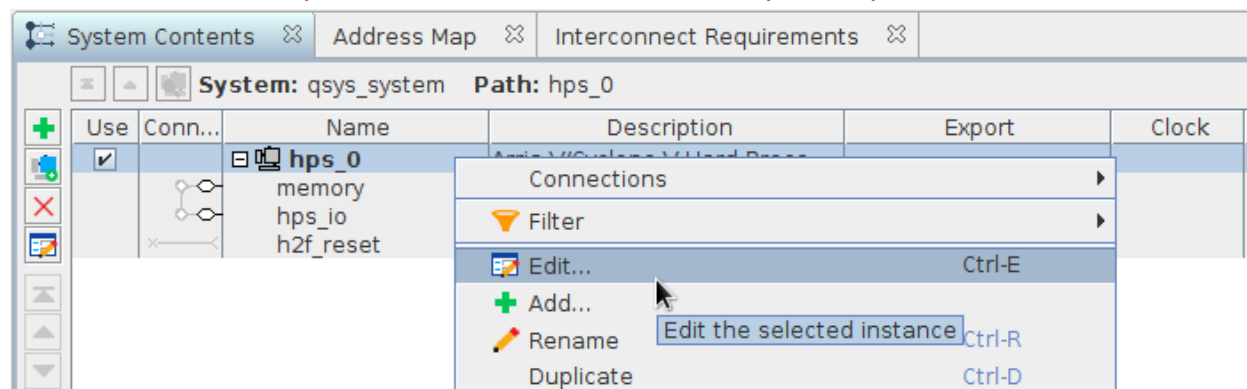 System Contents Address Map Interconnect Requirements
System: qsys_system Path: hps_0
Use Conn... Name Description Export Clock
hps_0
memory Connections
hps_io Filter
h2f_reset
Edit... Ctrl-E
Add...
Edit the selected instance
Rename Ctrl-R
Duplicate Ctrl-D